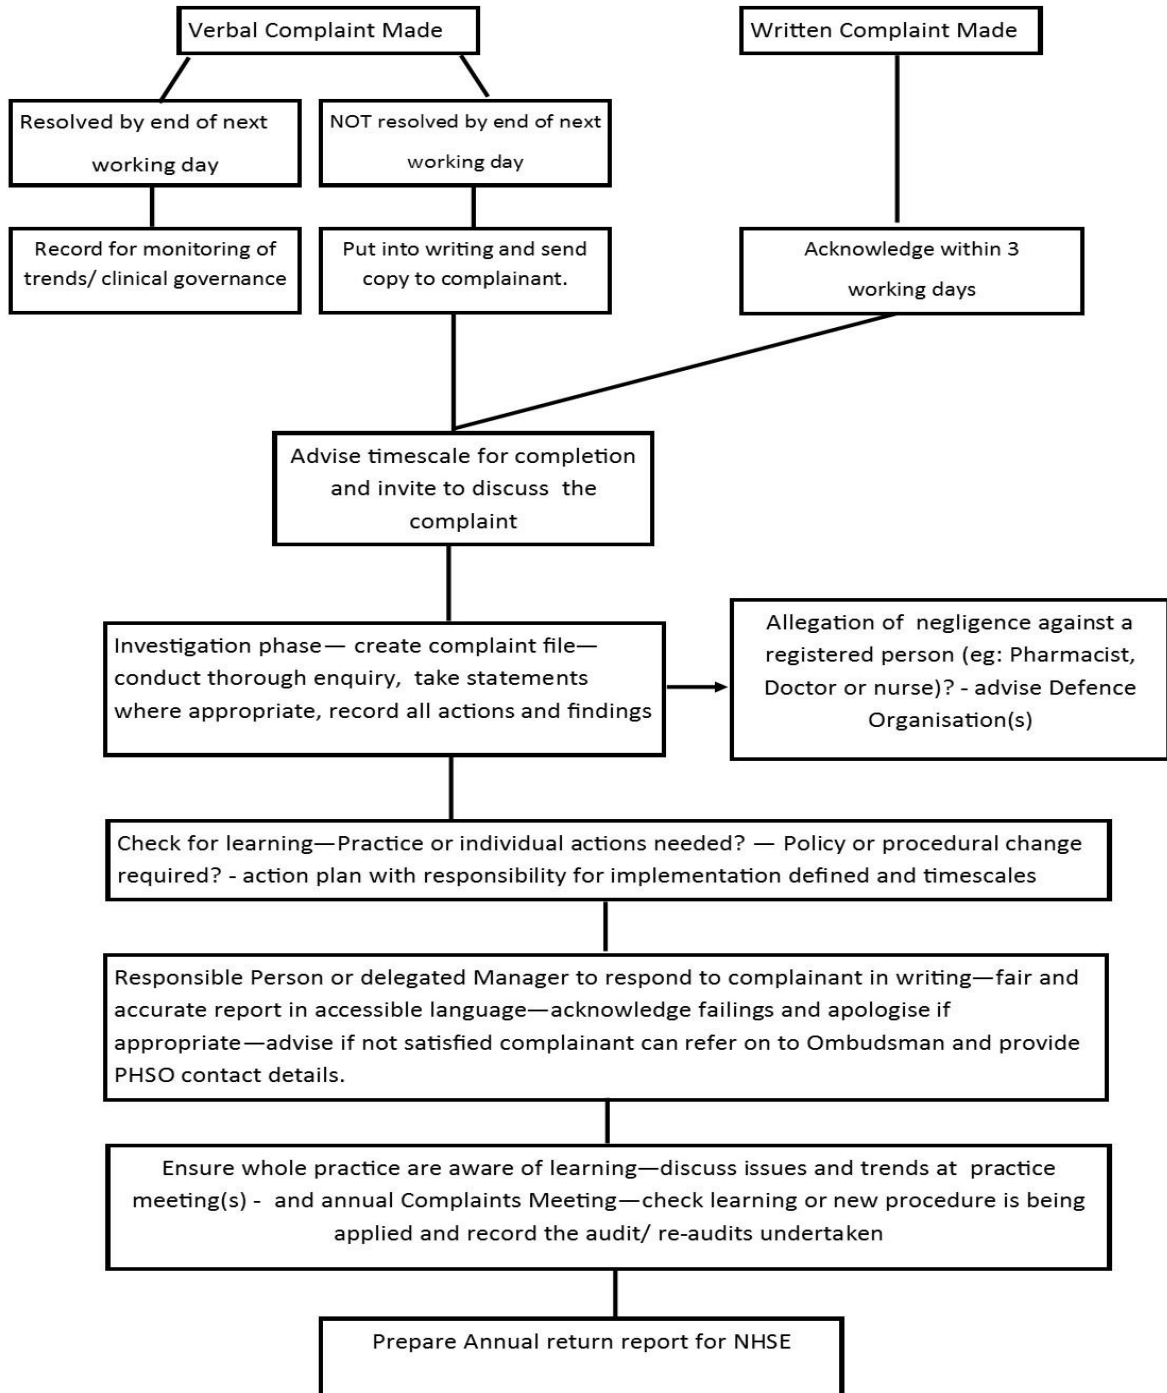 Verbal Complaint Made
Written Complaint Made
Resolved by end of next
working day
NOT resolved by end of next
working day
Record for monitoring of
trends/ clinical governance
Put into writing and send
copy to complainant.
Acknowledge within 3
working days
Advise timescale for completion
and invite to discuss the
complaint
Investigation phase— create complaint file—
conduct thorough enquiry, take statements
where appropriate, record all actions and findings
Allegation of negligence against a
registered person (eg: Pharmacist,
Doctor or nurse)? - advise Defence
Organisation(s)
Check for learning—Practice or individual actions needed? — Policy or procedural change
required? - action plan with responsibility for implementation defined and timescales
Responsible Person or delegated Manager to respond to complainant in writing—fair and
accurate report in accessible language—acknowledge failings and apologise if
appropriate—advise if not satisfied complainant can refer on to Ombudsman and provide
PHSO contact details.
Ensure whole practice are aware of learning—discuss issues and trends at practice
meeting(s) - and annual Complaints Meeting—check learning or new procedure is being
applied and record the audit/ re-audits undertaken
Prepare Annual return report for NHSE